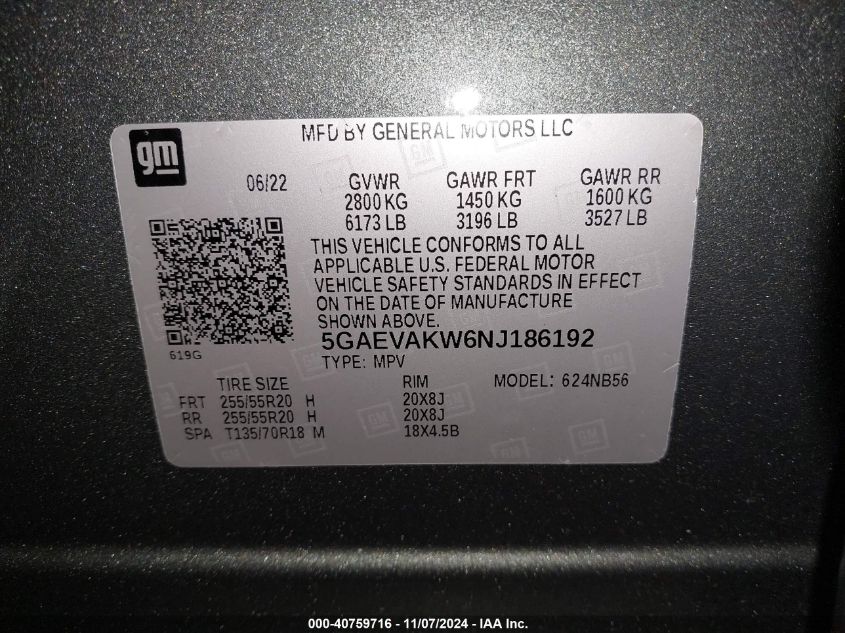 gm
MFD BY GENERAL MOTORS LLC
06/22 GVWR GAWR FRT GAWR RR
2800 KG 1450 KG 1600 KG
6173 LB 3196 LB 3527 LB
THIS VEHICLE CONFORMS TO ALL
APPLICABLE U.S. FEDERAL MOTOR
VEHICLE SAFETY STANDARDS IN EFFECT
ON THE DATE OF MANUFACTURE
SHOWN ABOVE.
619G
5GAEVAKW6NJ186192
TYPE: MPV
TIRE SIZE RIM MODEL: 624NB56
FRT 255/55R20 H 20X8J
RR 255/55R20 H 20X8J
SPA T135/70R18 M 18X4.5B
000-40759716 - 11/07/2024 - IAA Inc.